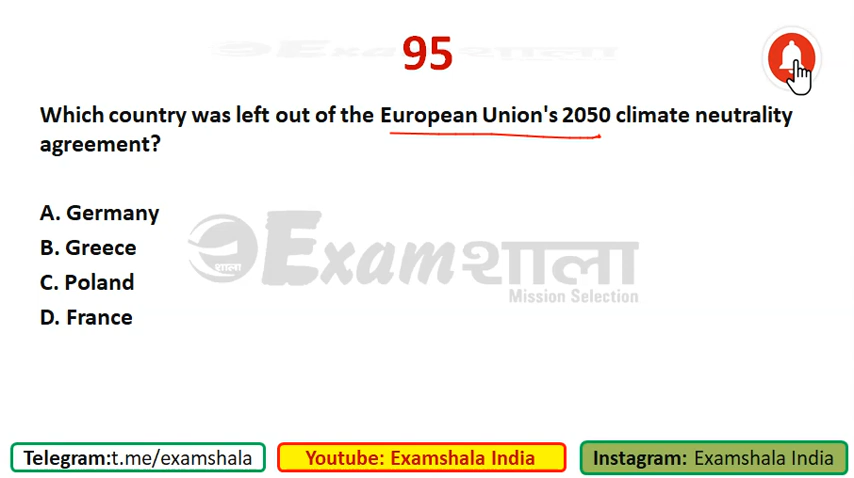 95
Which country was left out of the European Union's 2050 climate neutrality
agreement?
A. Germany
B. Greece
C. Poland
D. France
शाला Examशाला
Mission Selection
Telegram:t.me/examshala
Youtube: Examshala India
Instagram: Examshala India